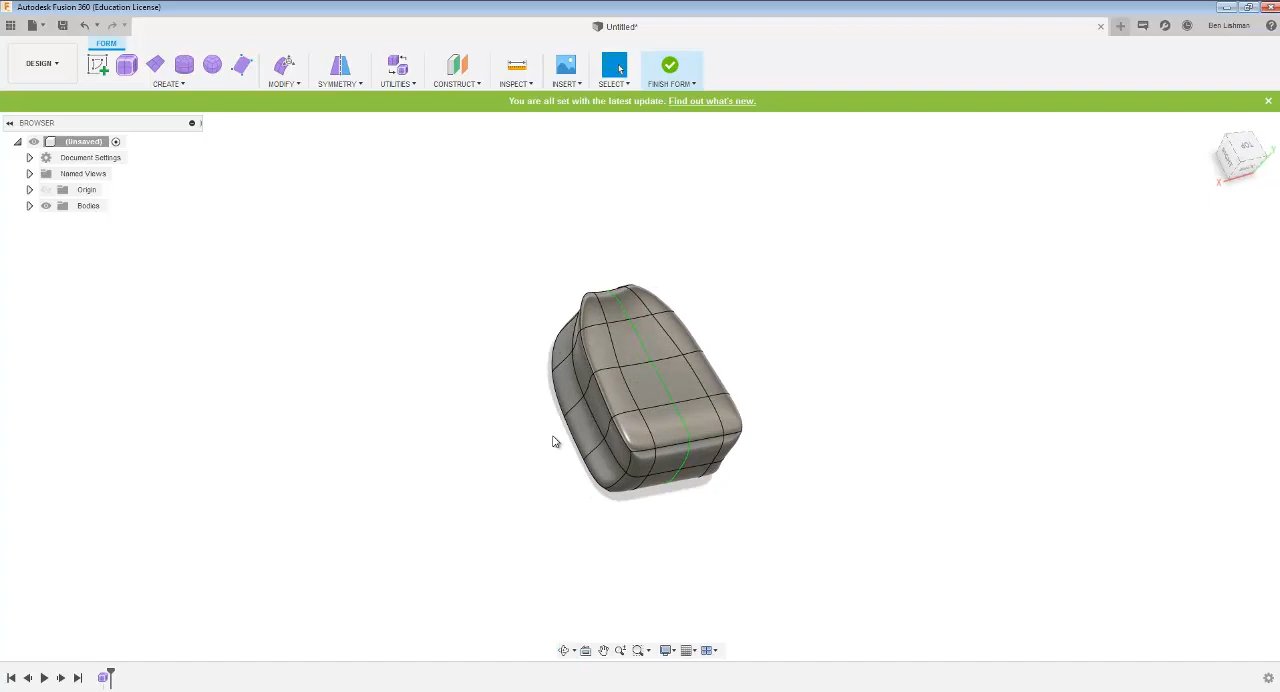 Autodesk Fusion 360 (Education License)
Untitled*
Ben Lishman
FORM
DESIGN
CREATE
MODIFY
SYMMETRY
UTILITIES
CONSTRUCT
INSPECT
INSERT
SELECT
FINISH FORM
You are all set with the latest update. Find out what's new.
BROWSER
(Unsaved)
Document Settings
Named Views
Origin
Bodies
TOP
X
Y